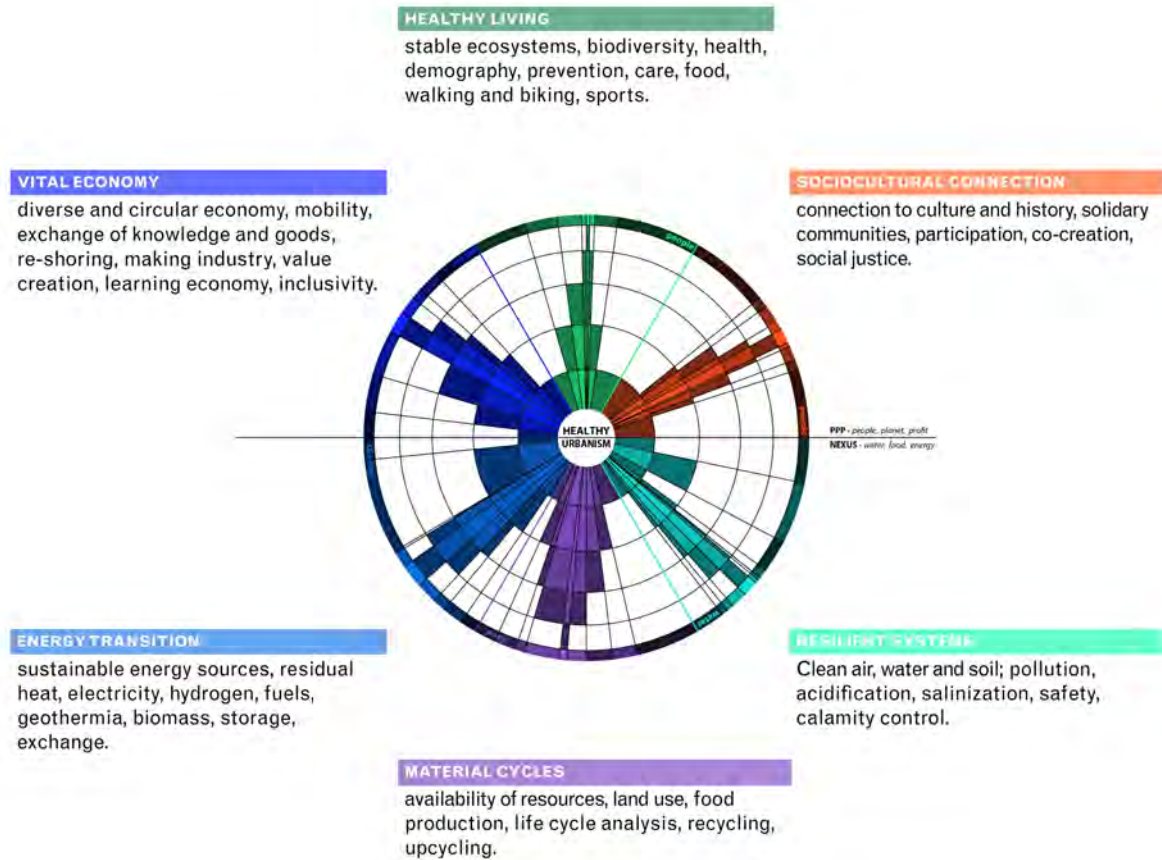 HEALTHY LIVING
stable ecosystems, biodiversity, health,
demography, prevention, care, food,
walking and biking, sports.
VITAL ECONOMY
diverse and circular economy, mobility,
exchange of knowledge and goods,
re-shoring, making industry, value
creation, learning economy, inclusivity.
SOCIOCULTURAL CONNECTION
connection to culture and history, solidary
communities, participation, co-creation,
social justice.
people
HEALTHY
URBANISM
PPP - people, planet, profit
NEXUS - water, food, energy
water
ENERGY TRANSITION
sustainable energy sources, residual
heat, electricity, hydrogen, fuels,
geothermia, biomass, storage,
exchange.
RESILIENT SYSTEMS
Clean air, water and soil; pollution,
acidification, salinization, safety,
calamity control.
MATERIAL CYCLES
availability of resources, land use, food
production, life cycle analysis, recycling,
upcycling.